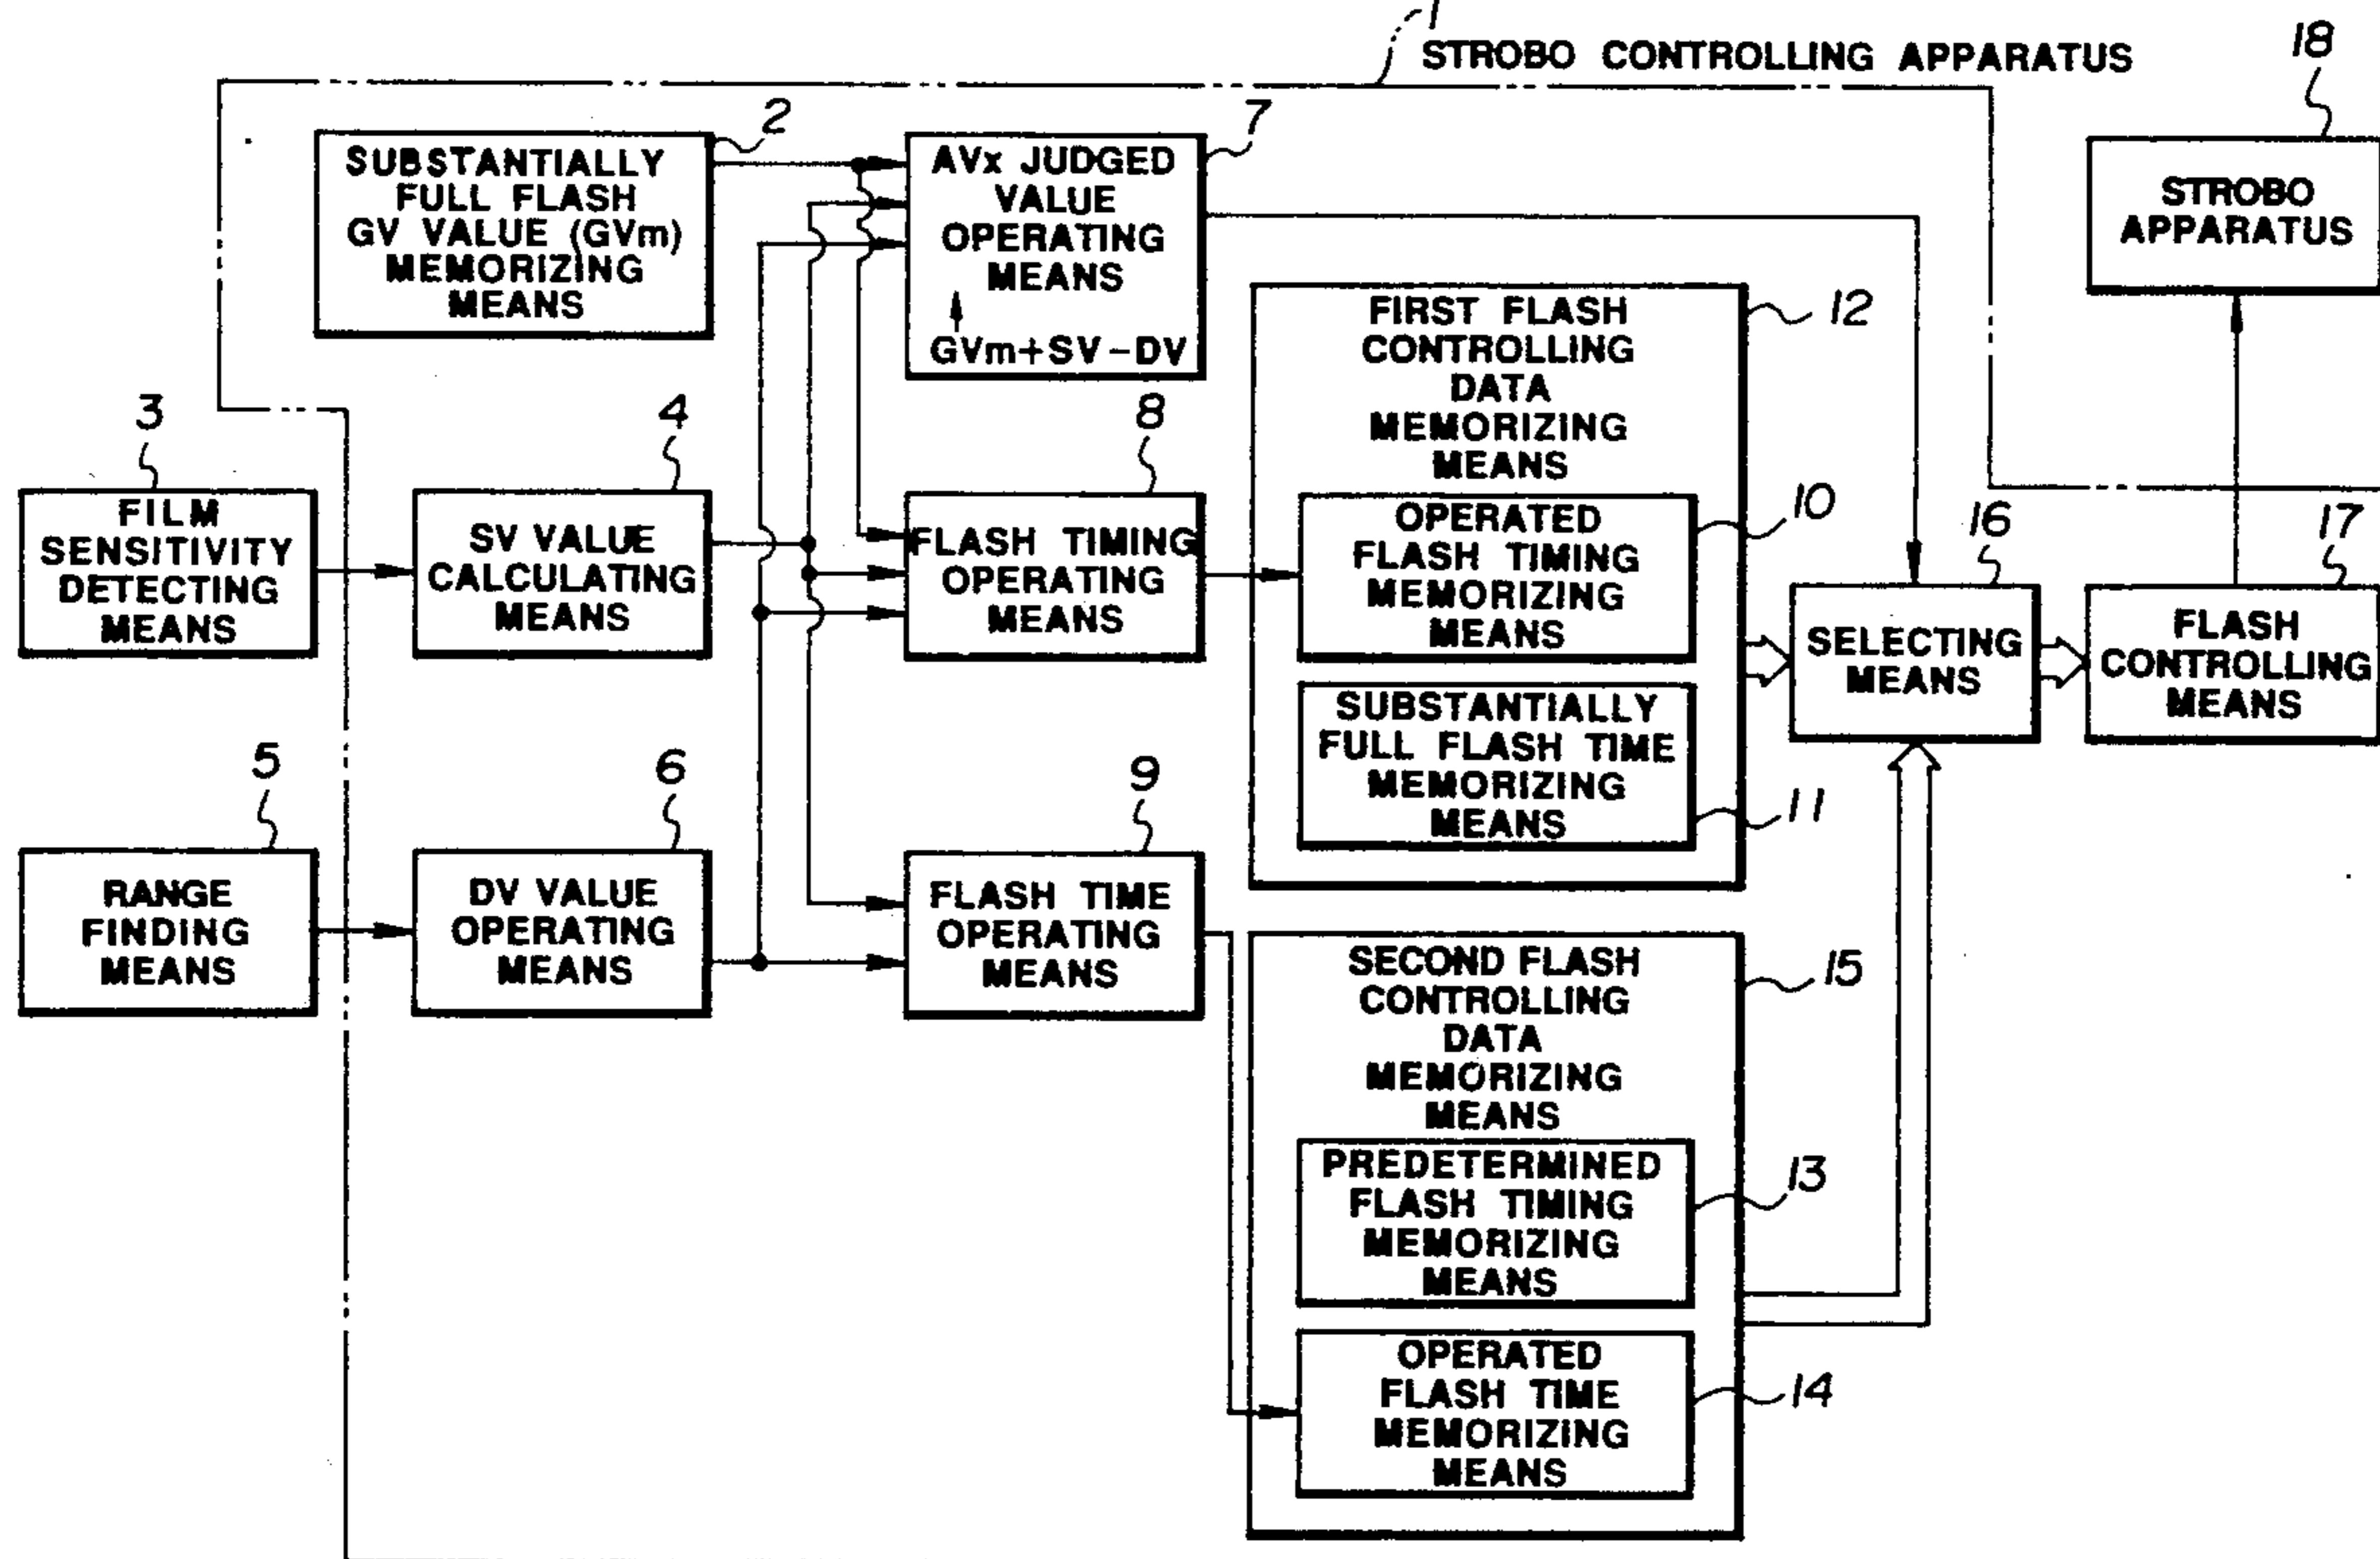 1
STROBO CONTROLLING APPARATUS
18
2
7
SUBSTANTIALLY
FULL FLASH
GV VALUE (GVm)
MEMORIZING
MEANS
AVx JUDGED
VALUE
OPERATING
MEANS
GVm+SV-DV
STROBO
APPARATUS
12
FIRST FLASH
CONTROLLING
DATA
MEMORIZING
MEANS
3
4
8
FILM
SENSITIVITY
DETECTING
MEANS
SV VALUE
CALCULATING
MEANS
FLASH TIMING
OPERATING
MEANS
10
OPERATED
FLASH TIMING
MEMORIZING
MEANS
16
17
SELECTING
MEANS
FLASH
CONTROLLING
MEANS
SUBSTANTIALLY
FULL FLASH TIME
MEMORIZING
MEANS
11
5
6
9
RANGE
FINDING
MEANS
DV VALUE
OPERATING
MEANS
FLASH TIME
OPERATING
MEANS
SECOND FLASH
CONTROLLING
DATA
MEMORIZING
MEANS
15
PREDETERMINED
FLASH TIMING
MEMORIZING
MEANS
13
OPERATED
FLASH TIME
MEMORIZING
MEANS
14